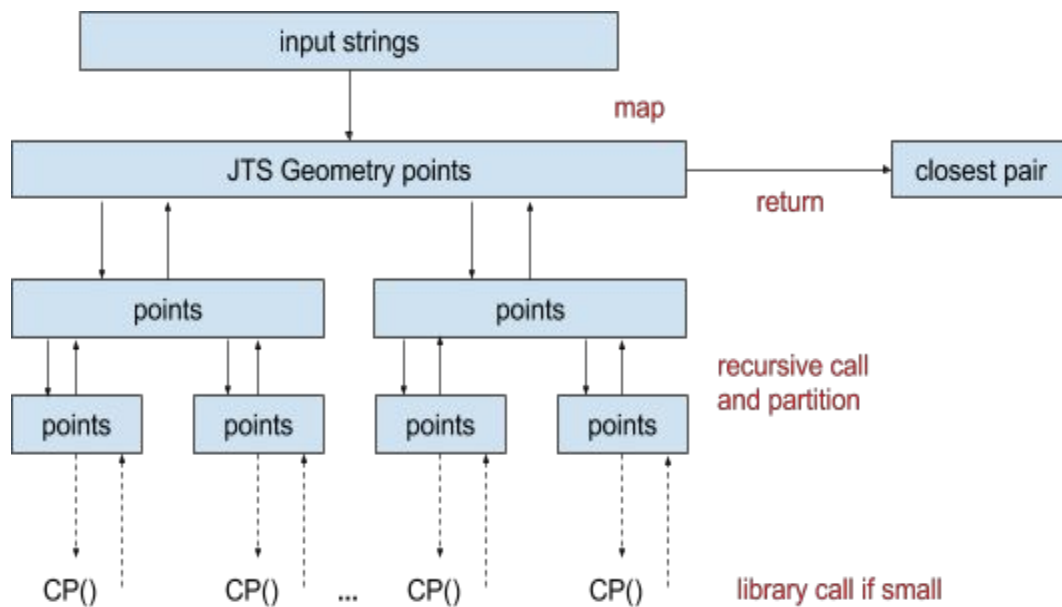 input strings
map
JTS Geometry points
closest pair
return
points
points
recursive call
and partition
points
points
points
points
CP()
CP()
...
CP()
CP()
library call if small